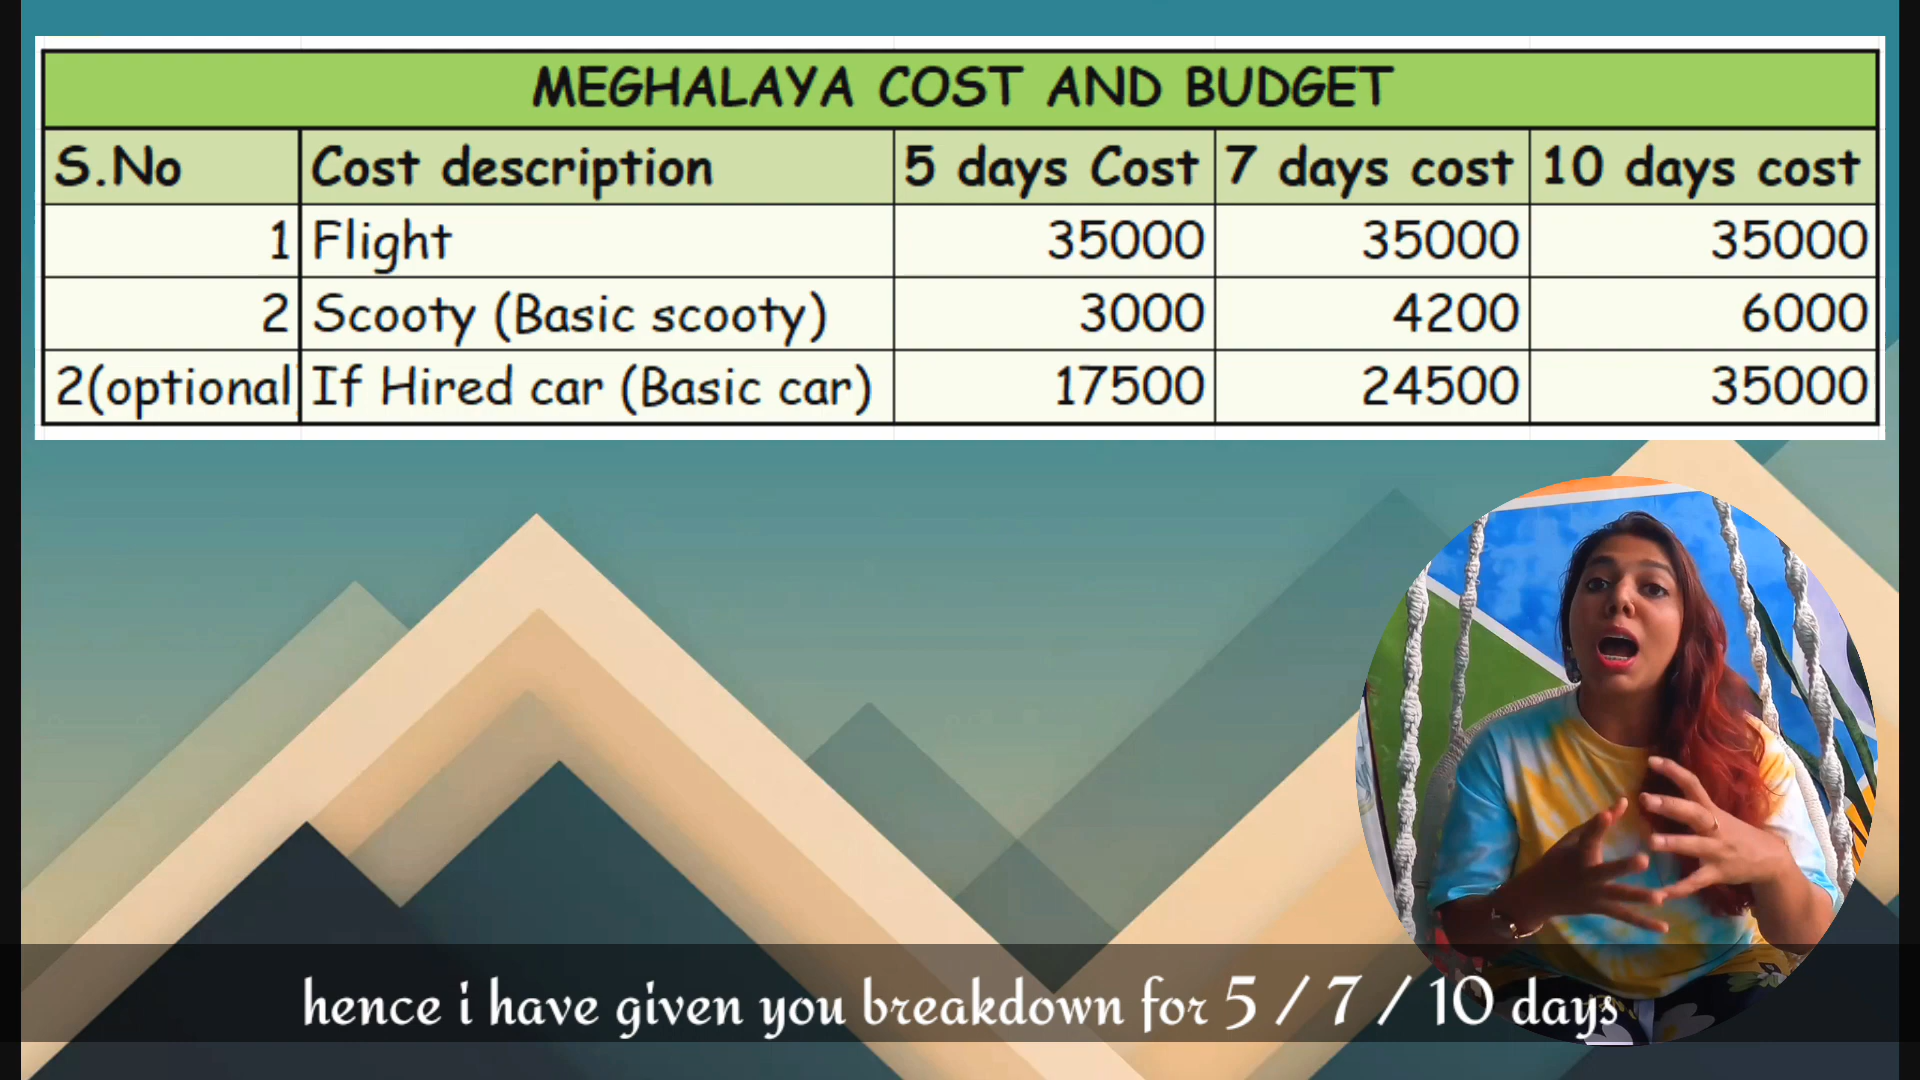 MEGHALAYA COST AND BUDGET
S.No Cost description 5 days Cost 7 days cost 10 days cost
1 Flight 35000 35000 35000
2 Scooty (Basic scooty) 3000 4200 6000
2(optional) If Hired car (Basic car) 17500 24500 35000
hence i have given you breakdown for 5 / 7 / 10 days